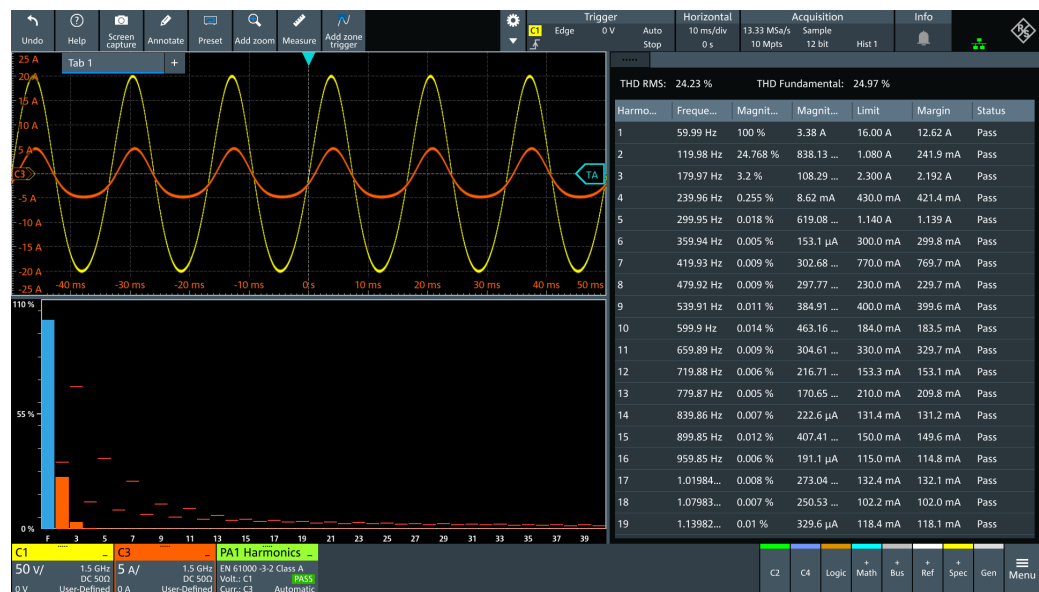 Undo Help Screen capture Annotate Preset Add zoom Measure Add zone trigger
Trigger Horizontal Acquisition Info
C1 Edge 0 V Auto 10 ms/div 13.33 MSa/s Sample
Stop 0 s 10 Mpts 12 bit Hist 1
R&S
Tab 1 +
25 A
20 A
15 A
10 A
5 A
C3
TA
-5 A
-10 A
-15 A
-20 A
-25 A
-40 ms -30 ms -20 ms -10 ms 0 s 10 ms 20 ms 30 ms 40 ms 50 ms
110 %
55 %
0 %
F 3 5 7 9 11 13 15 17 19 21 23 25 27 29 31 33 35 37 39
THD RMS: 24.23 % THD Fundamental: 24.97 %
Harmo... Freque... Magnit... Magnit... Limit Margin Status
1 59.99 Hz 100 % 3.38 A 16.00 A 12.62 A Pass
2 119.98 Hz 24.768 % 838.13 ... 1.080 A 241.9 mA Pass
3 179.97 Hz 3.2 % 108.29 ... 2.300 A 2.192 A Pass
4 239.96 Hz 0.255 % 8.62 mA 430.0 mA 421.4 mA Pass
5 299.95 Hz 0.018 % 619.08 ... 1.140 A 1.139 A Pass
6 359.94 Hz 0.005 % 153.1 µA 300.0 mA 299.8 mA Pass
7 419.93 Hz 0.009 % 302.68 ... 770.0 mA 769.7 mA Pass
8 479.92 Hz 0.009 % 297.77 ... 230.0 mA 229.7 mA Pass
9 539.91 Hz 0.011 % 384.91 ... 400.0 mA 399.6 mA Pass
10 599.9 Hz 0.014 % 463.16 ... 184.0 mA 183.5 mA Pass
11 659.89 Hz 0.009 % 304.61 ... 330.0 mA 329.7 mA Pass
12 719.88 Hz 0.006 % 216.71 ... 153.3 mA 153.1 mA Pass
13 779.87 Hz 0.005 % 170.65 ... 210.0 mA 209.8 mA Pass
14 839.86 Hz 0.007 % 222.6 µA 131.4 mA 131.2 mA Pass
15 899.85 Hz 0.012 % 407.41 ... 150.0 mA 149.6 mA Pass
16 959.85 Hz 0.006 % 191.1 µA 115.0 mA 114.8 mA Pass
17 1.01984... 0.008 % 273.04 ... 132.4 mA 132.1 mA Pass
18 1.07983... 0.007 % 250.53 ... 102.2 mA 102.0 mA Pass
19 1.13982... 0.01 % 329.6 µA 118.4 mA 118.1 mA Pass
C1 C3 PA1 Harmonics
50 V/ 1.5 GHz 5 A/ 1.5 GHz EN 61000 -3-2 Class A
DC 50Ω DC 50Ω Volt.: C1 PASS
0 V User-Defined 0 A User-Defined Curr.: C3 Automatic
C2 C4 Logic + Math + Bus + Ref + Spec Gen Menu